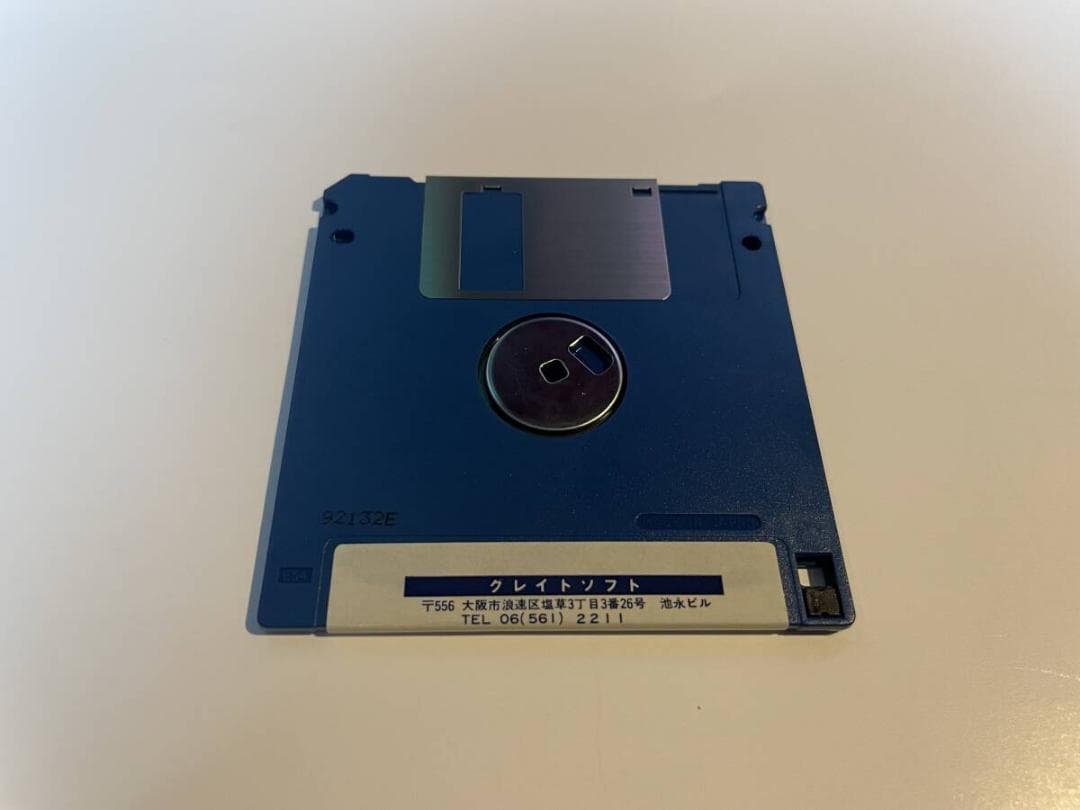 92132E
クレイトソフト
〒556 大阪市浪速区塩草3丁目3番26号 池永ビル
TEL 06(561) 2211